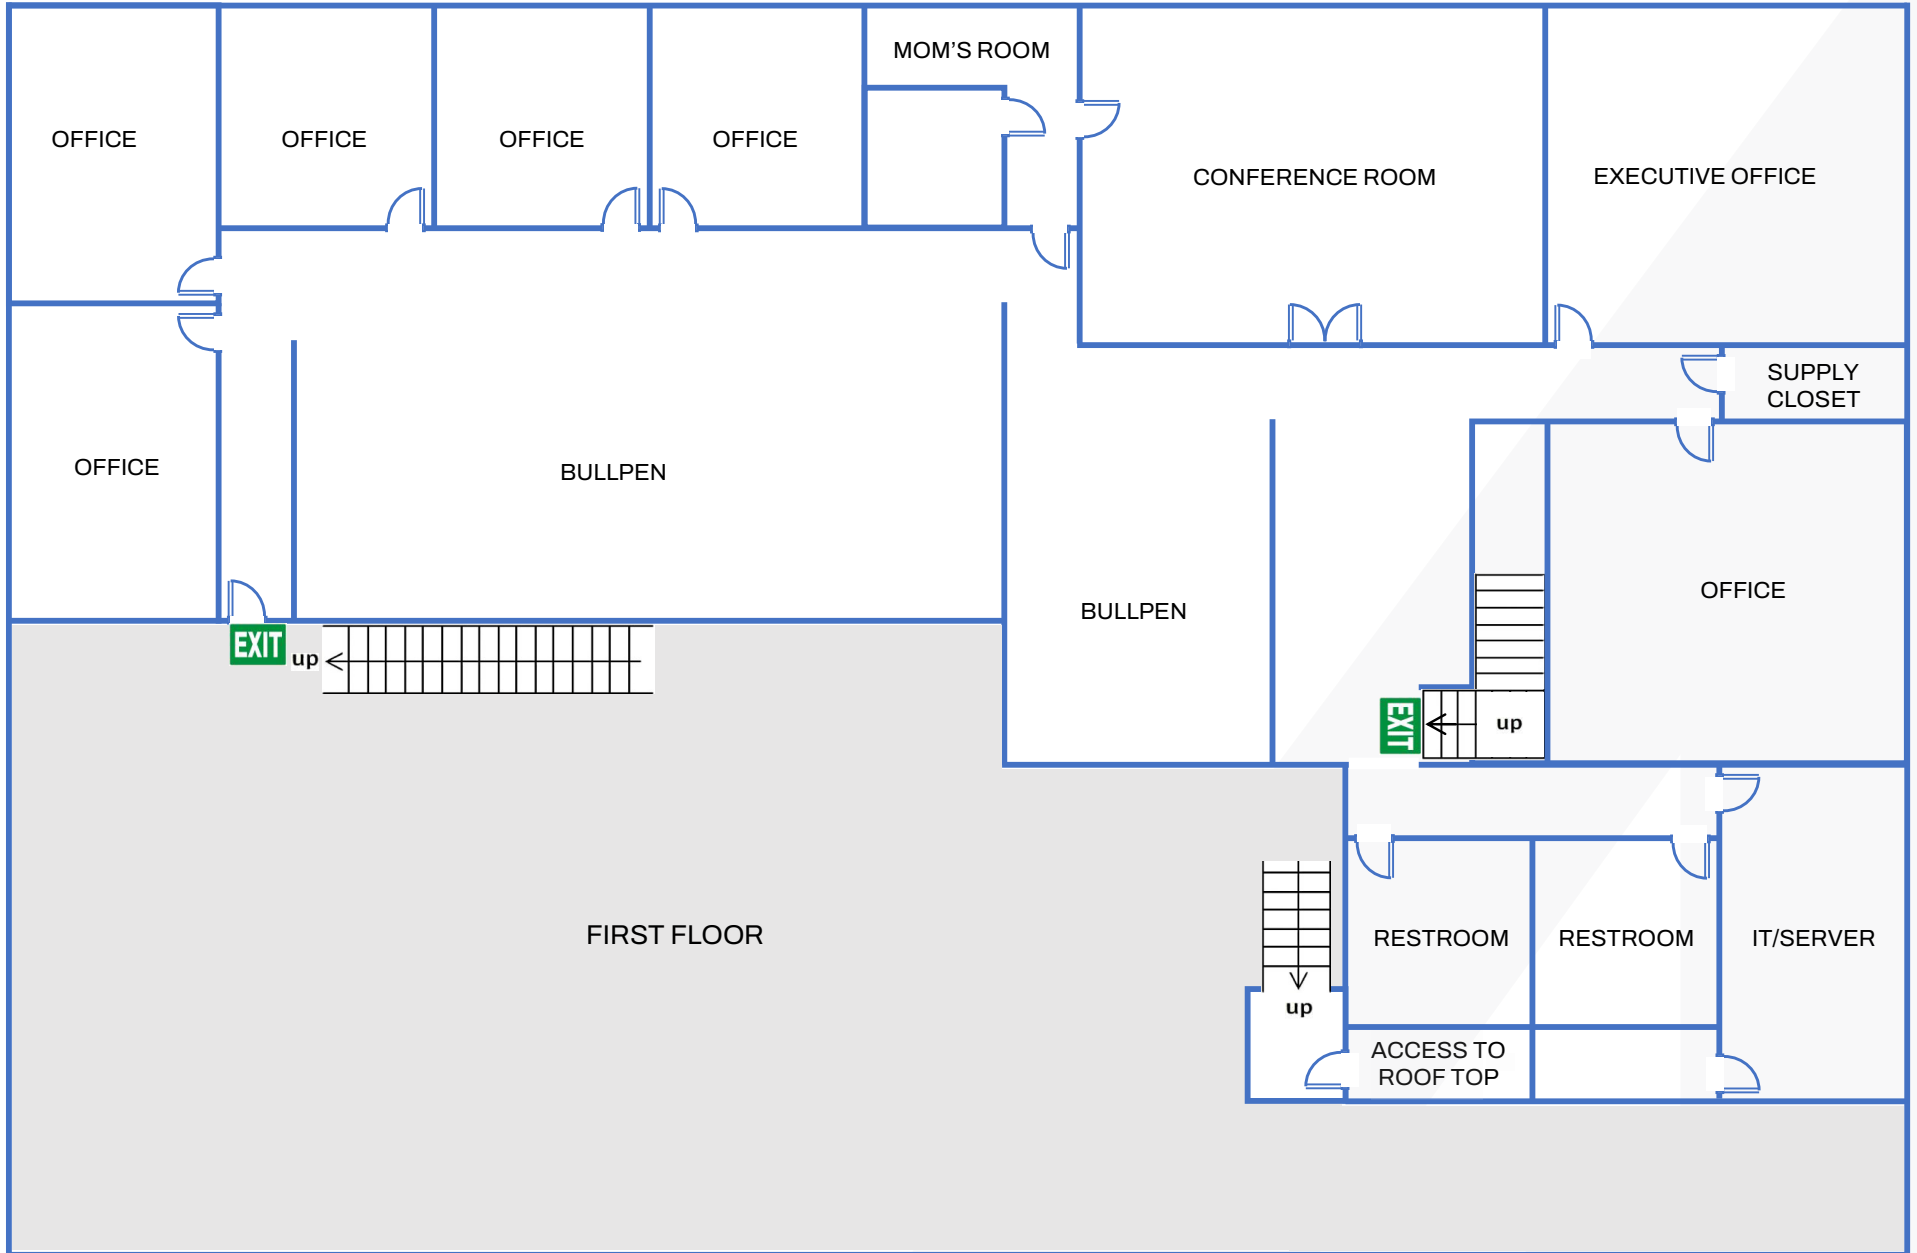 MOM’S ROOM
OFFICE
OFFICE
OFFICE
OFFICE
CONFERENCE ROOM
EXECUTIVE OFFICE
SUPPLY
CLOSET
OFFICE
BULLPEN
BULLPEN
OFFICE
EXIT
up
EXIT
up
FIRST FLOOR
RESTROOM
RESTROOM
IT/SERVER
up
ACCESS TO
ROOF TOP